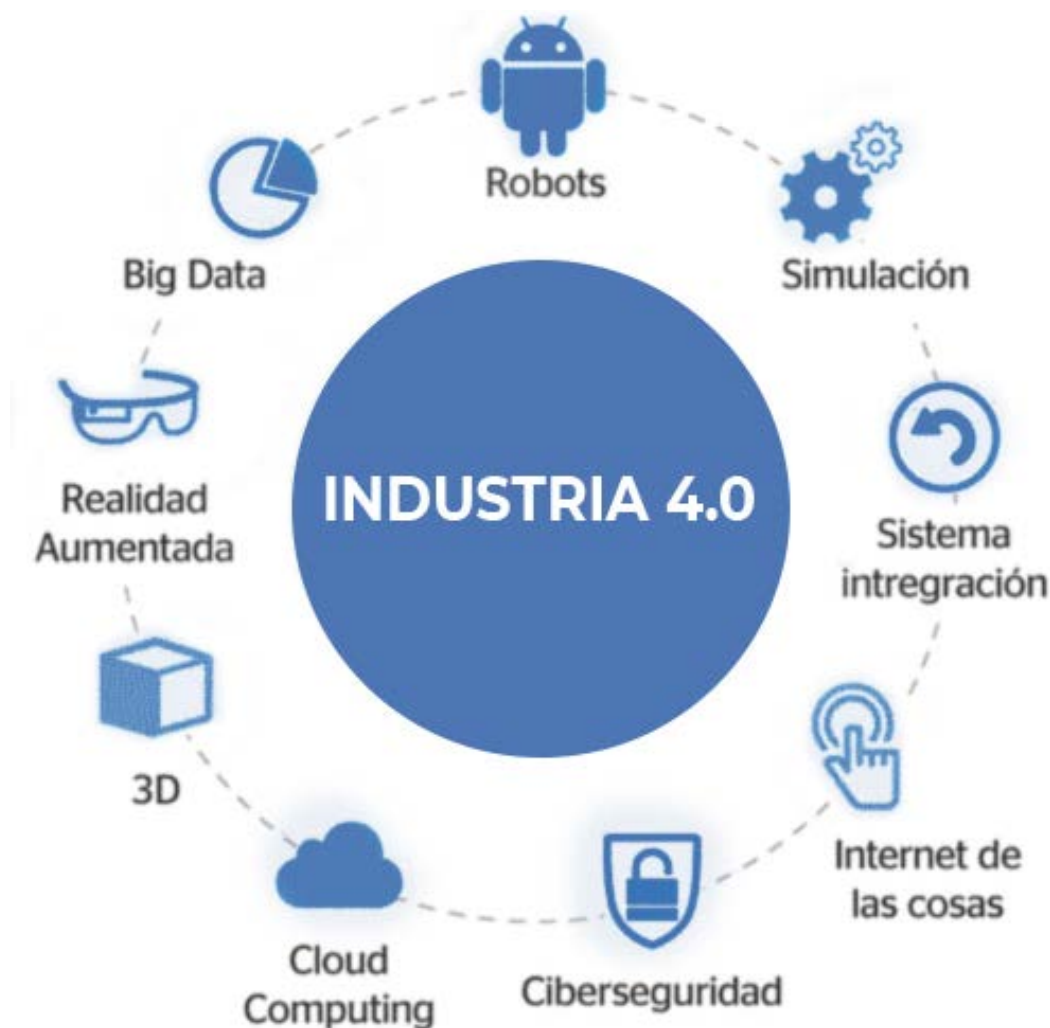 Robots
Simulación
Big Data
INDUSTRIA 4.0
Realidad
Aumentada
Sistema
intregración
3D
Internet de
las cosas
Cloud
Computing
Ciberseguridad